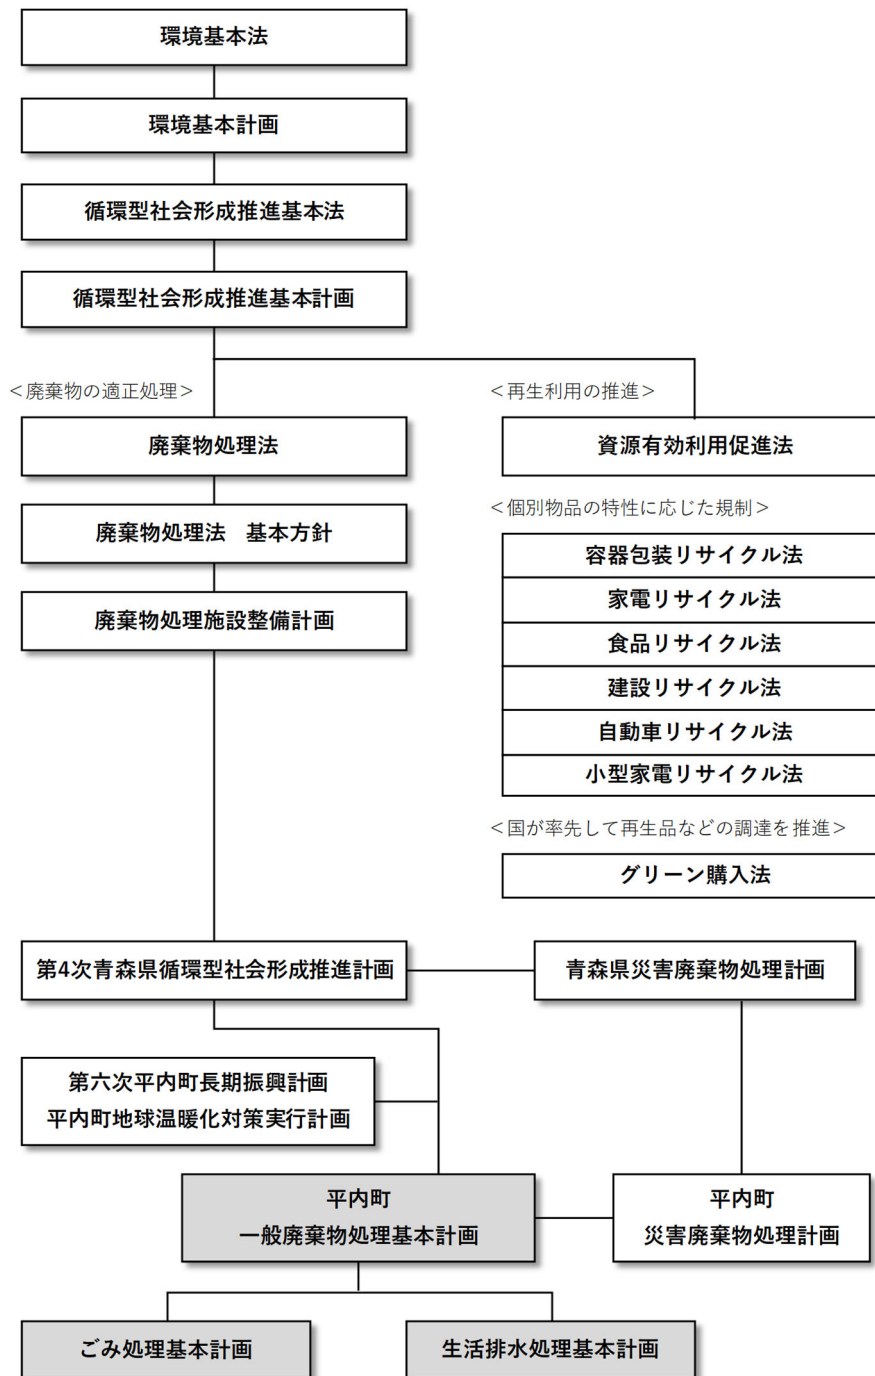 環境基本法
環境基本計画
循環型社会形成推進基本法
循環型社会形成推進基本計画
＜廃棄物の適正処理＞
廃棄物処理法
廃棄物処理法　基本方針
廃棄物処理施設整備計画
＜再生利用の推進＞
資源有効利用促進法
＜個別物品の特性に応じた規制＞
容器包装リサイクル法
家電リサイクル法
食品リサイクル法
建設リサイクル法
自動車リサイクル法
小型家電リサイクル法
＜国が率先して再生品などの調達を推進＞
グリーン購入法
第4次青森県循環型社会形成推進計画
青森県災害廃棄物処理計画
第六次平内町長期振興計画
平内町地球温暖化対策実行計画
平内町
一般廃棄物処理基本計画
平内町
災害廃棄物処理計画
ごみ処理基本計画
生活排水処理基本計画